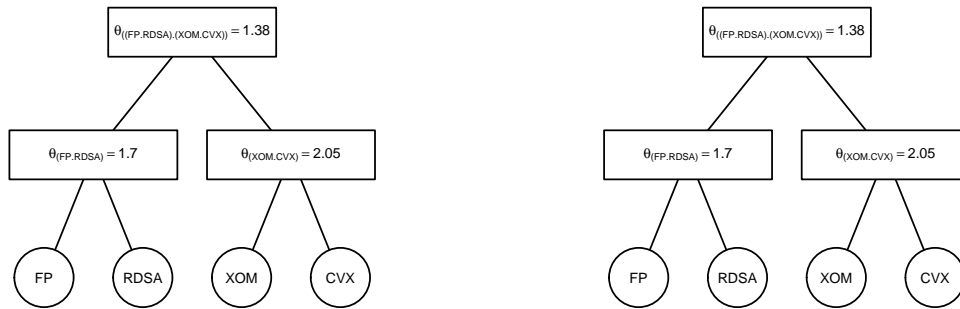 θ((FP.RDSA).(XOM.CVX)) = 1.38
θ((FP.RDSA).(XOM.CVX)) = 1.38
θ(FP.RDSA) = 1.7
θ(XOM.CVX) = 2.05
θ(FP.RDSA) = 1.7
θ(XOM.CVX) = 2.05
FP
RDSA
XOM
CVX
FP
RDSA
XOM
CVX